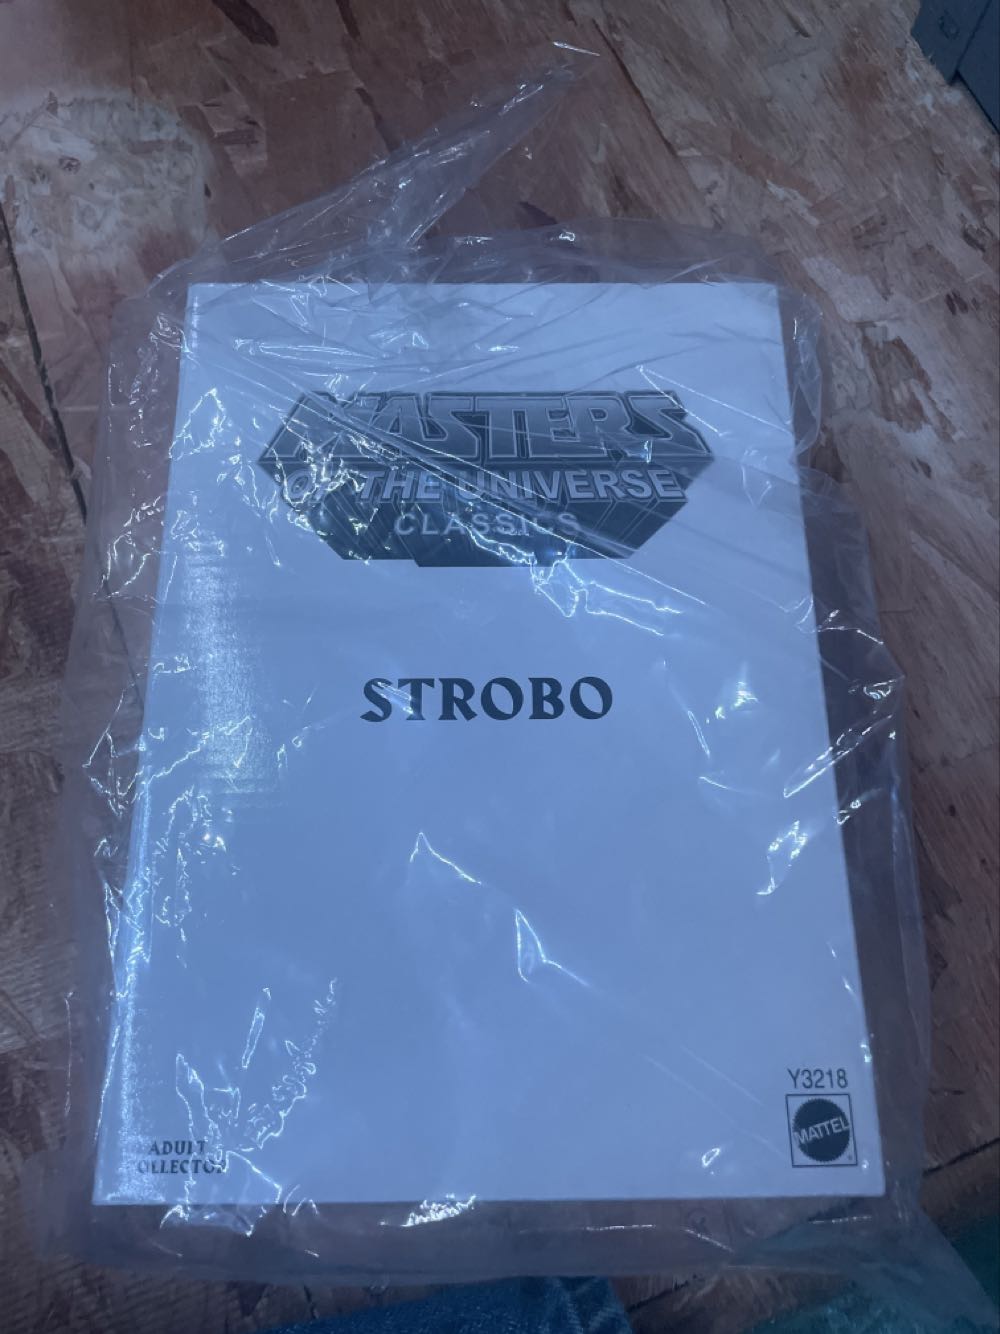 MASTERS
OF THE UNIVERSE
CLASSICS
STROBO
Y3218
MATTEL
ADULT
COLLECTOR